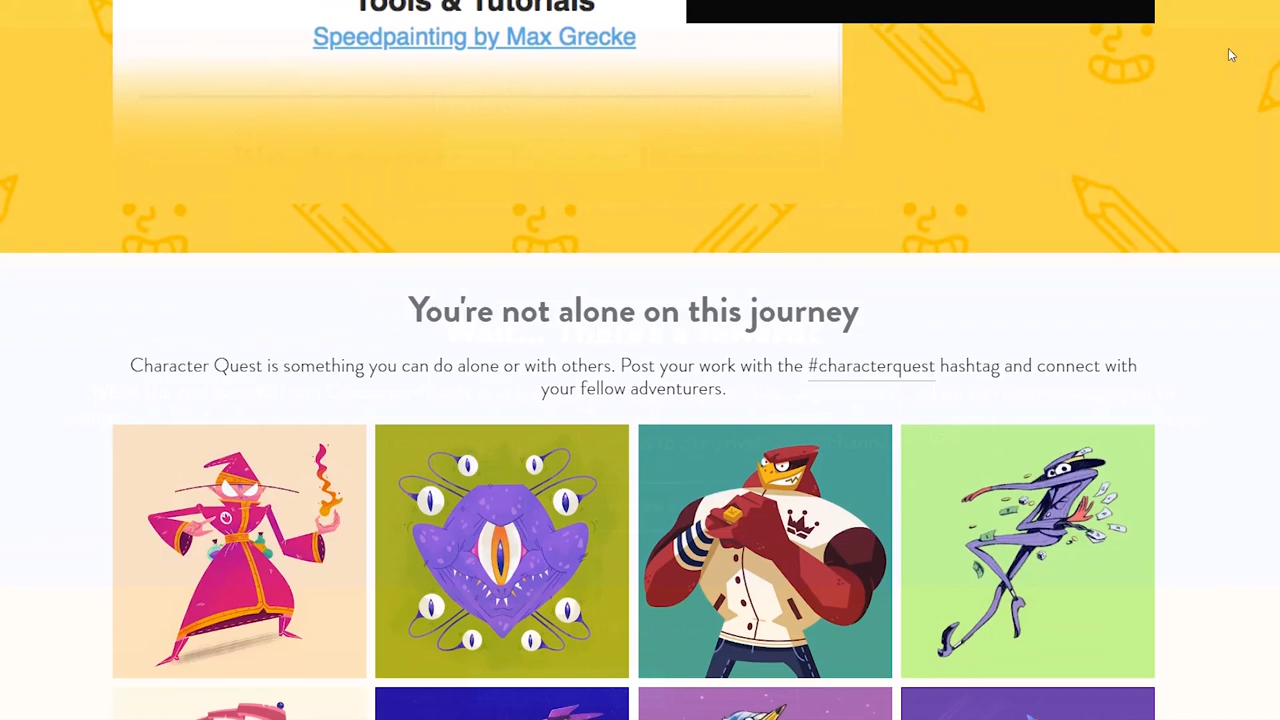 Tools & Tutorials
Speedpainting by Max Grecke
You're not alone on this journey
Character Quest is something you can do alone or with others. Post your work with the #characterquest hashtag and connect with
your fellow adventurers.